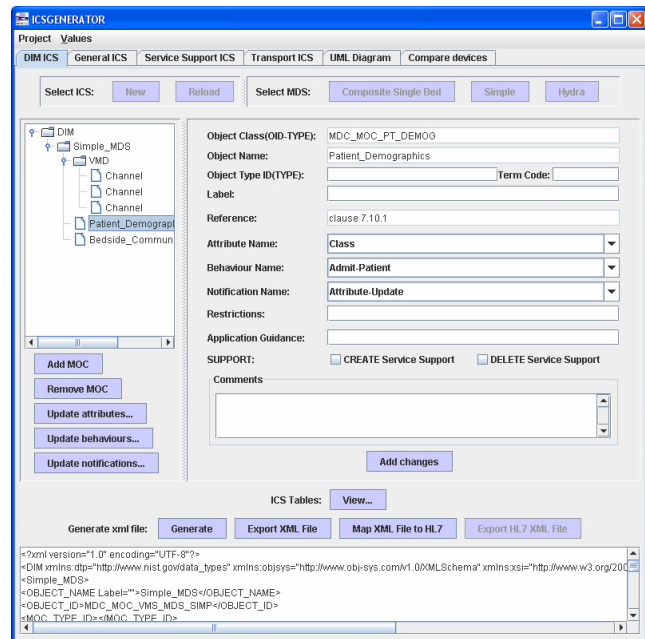 ICSGENERATOR
Project Values
DIM ICS General ICS Service Support ICS Transport ICS UML Diagram Compare devices
Select ICS: New Reload Select MDS: Composite Single Bed Simple Hydra
DIM
Simple_MDS
VMD
Channel
Channel
Channel
Patient_Demograpl
Bedside_Commun
Add MOC
Remove MOC
Update attributes...
Update behaviours...
Update notifications...
Object Class(OID-TYPE): MDC_MOC_PT_DEMOG
Object Name: Patient_Demographics
Object Type ID(TYPE): Term Code:
Label:
Reference: clause 7.10.1
Attribute Name: Class
Behaviour Name: Admit-Patient
Notification Name: Attribute-Update
Restrictions:
Application Guidance:
SUPPORT: CREATE Service Support DELETE Service Support
Comments
Add changes
ICS Tables: View...
Generate xml file: Generate Export XML File Map XML File to HL7 Export HL7 XML File
<?xml version="1.0" encoding="UTF-8"?>
<DIM xmlns:dtp="http://www.nist.gov/data_types" xmlns:objsys="http://www.obj-sys.com/v1.0/XMLSchema" xmlns:xsi="http://www.w3.org/200
<Simple_MDS>
<OBJECT_NAME Label="">Simple_MDS</OBJECT_NAME>
<OBJECT_ID>MDC_MOC_VMS_MDS_SIMP</OBJECT_ID>
<MOC_TYPE_ID></MOC_TYPE_ID>